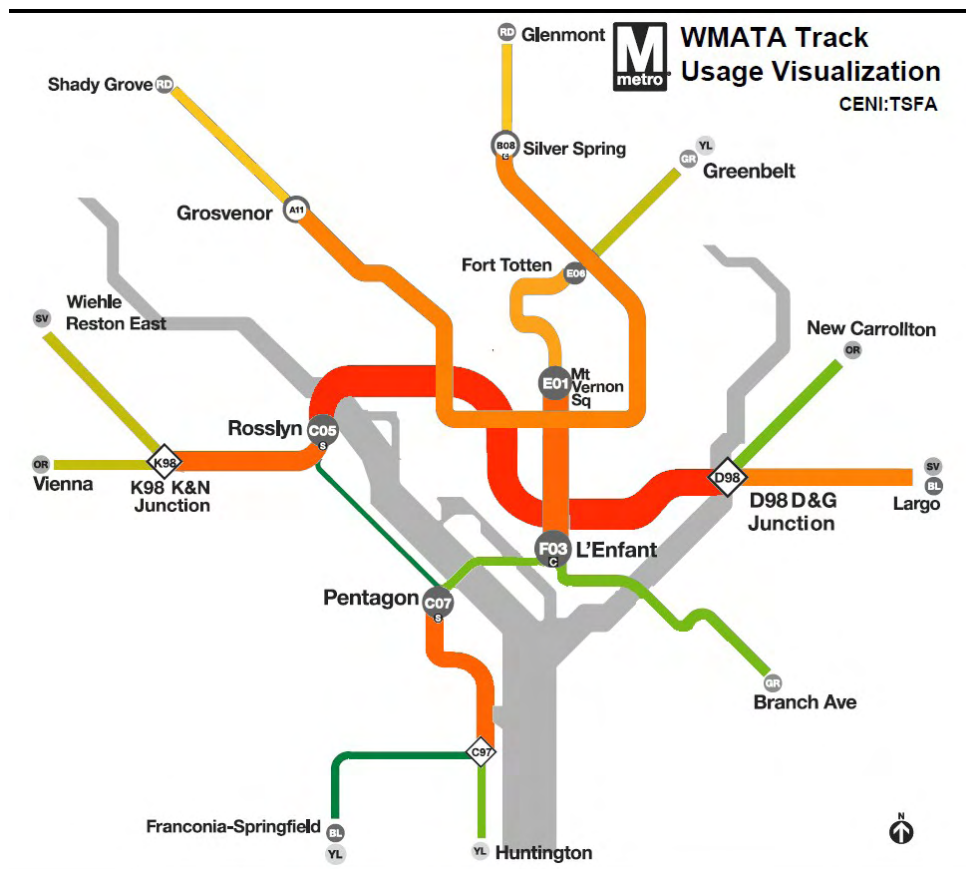 WMATA Track
Usage Visualization
CENI:TSFA
M
metro
RD Glenmont
Shady Grove RD
B08 Silver Spring
G
YL
GR
Greenbelt
Grosvenor A11
Fort Totten E06
Wiehle
Reston East
SV
New Carrollton
OR
E01 Mt
Vernon
Sq
Rosslyn C05
S
OR
Vienna
K98
K98 K&N
Junction
D98
D98 D&G
Junction
SV
BL
Largo
F03 L'Enfant
C
Pentagon C07
S
GR
Branch Ave
C97
Franconia-Springfield BL
YL
YL Huntington
N